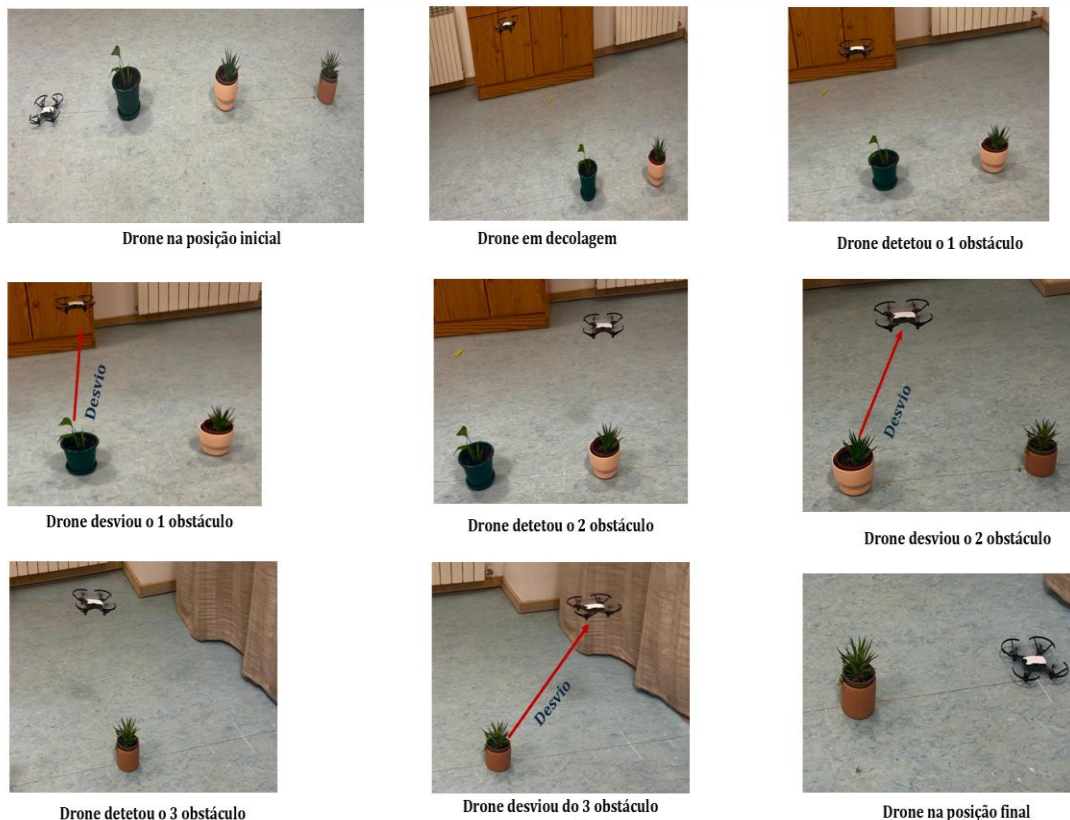 Drone na posição inicial
Drone em decolagem
Drone detetou o 1 obstáculo
Desvio
Drone desviou o 1 obstáculo
Drone detetou o 2 obstáculo
Desvio
Drone desviou o 2 obstáculo
Drone detetou o 3 obstáculo
Desvio
Drone desviou do 3 obstáculo
Drone na posição final